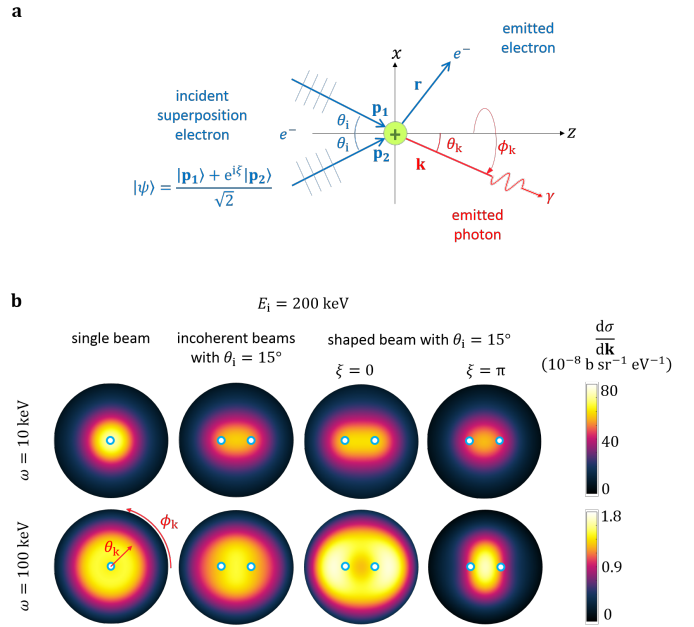 a
emitted
electron
x
e⁻
r
incident
superposition
electron
p₁
θᵢ
e⁻
θᵢ
p₂
+
z
θₖ
ϕₖ
k
|ψ⟩ = |p₁⟩ + e^iξ|p₂⟩ / √2
γ
emitted
photon
b
Eᵢ = 200 keV
single beam
incoherent beams
with θᵢ = 15°
shaped beam with θᵢ = 15°
ξ = 0
ξ = π
dσ
dk
(10⁻⁸ b sr⁻¹ eV⁻¹)
ω = 10 keV
80
40
0
ω = 100 keV
ϕₖ
θₖ
1.8
0.9
0